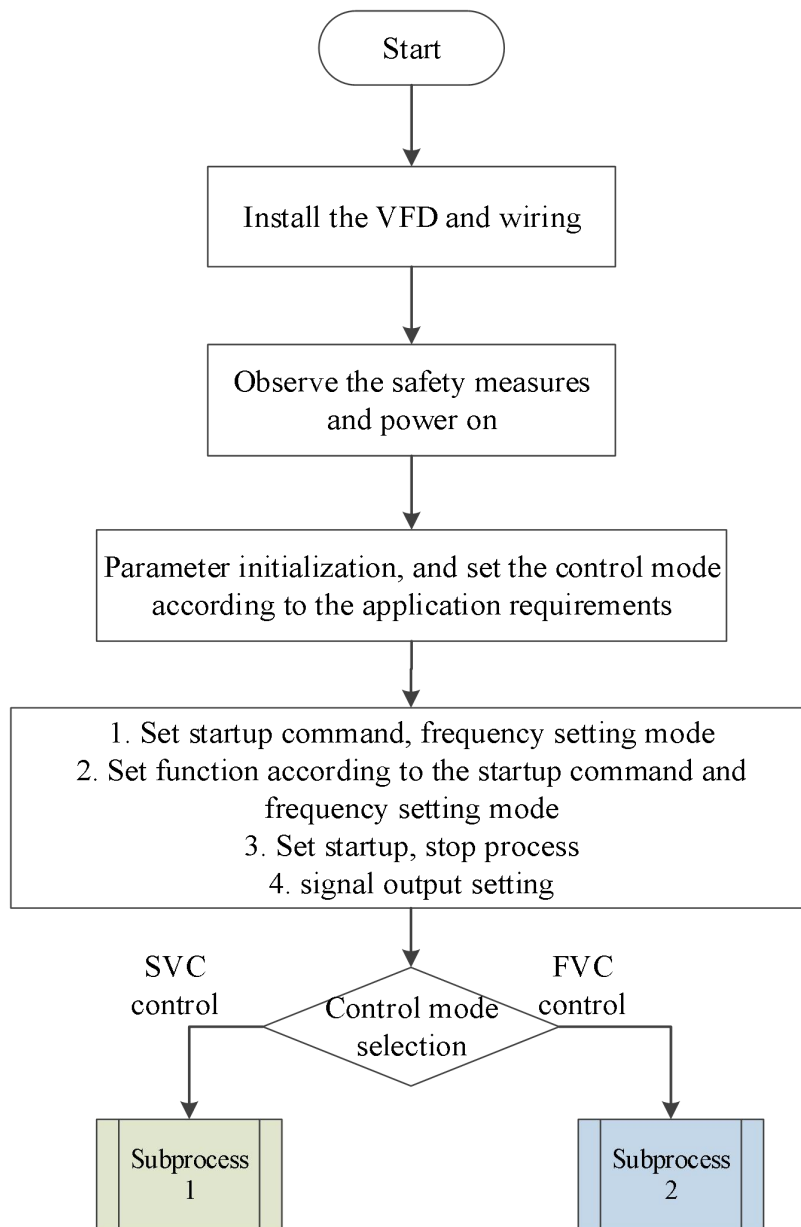 Start
Install the VFD and wiring
Observe the safety measures
and power on
Parameter initialization, and set the control mode
according to the application requirements
1. Set startup command, frequency setting mode
2. Set function according to the startup command and
frequency setting mode
3. Set startup, stop process
4. signal output setting
SVC
control
Control mode
selection
FVC
control
Subprocess
1
Subprocess
2